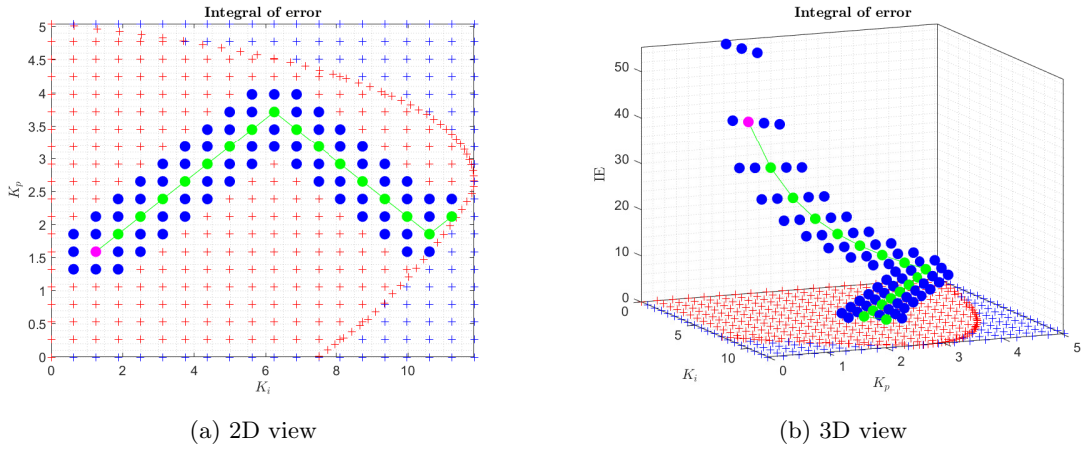 Integral of error
5
4.5
4
3.5
3
2.5
2
1.5
1
0.5
0
K_p
0 2 4 6 8 10
K_i
(a) 2D view
Integral of error
50
40
30
20
10
0
IE
0
5
10
K_i
0 1 2 3 4 5
K_p
(b) 3D view